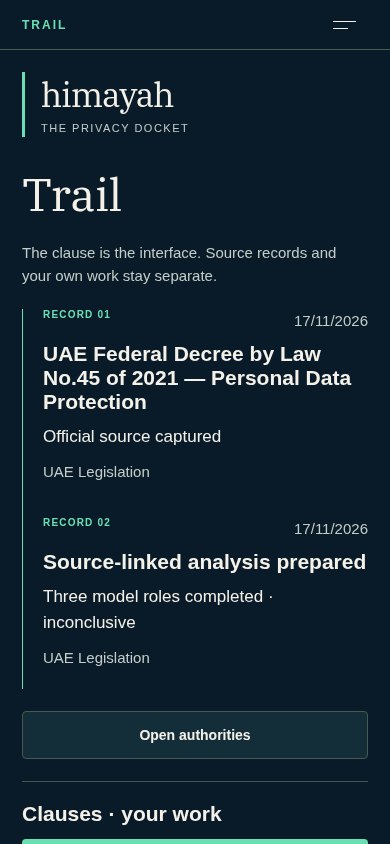 TRAIL
himayah
THE PRIVACY DOCKET
Trail
The clause is the interface. Source records and
your own work stay separate.
RECORD 01
17/11/2026
UAE Federal Decree by Law
No.45 of 2021 — Personal Data
Protection
Official source captured
UAE Legislation
RECORD 02
17/11/2026
Source-linked analysis prepared
Three model roles completed ·
inconclusive
UAE Legislation
Open authorities
Clauses · your work